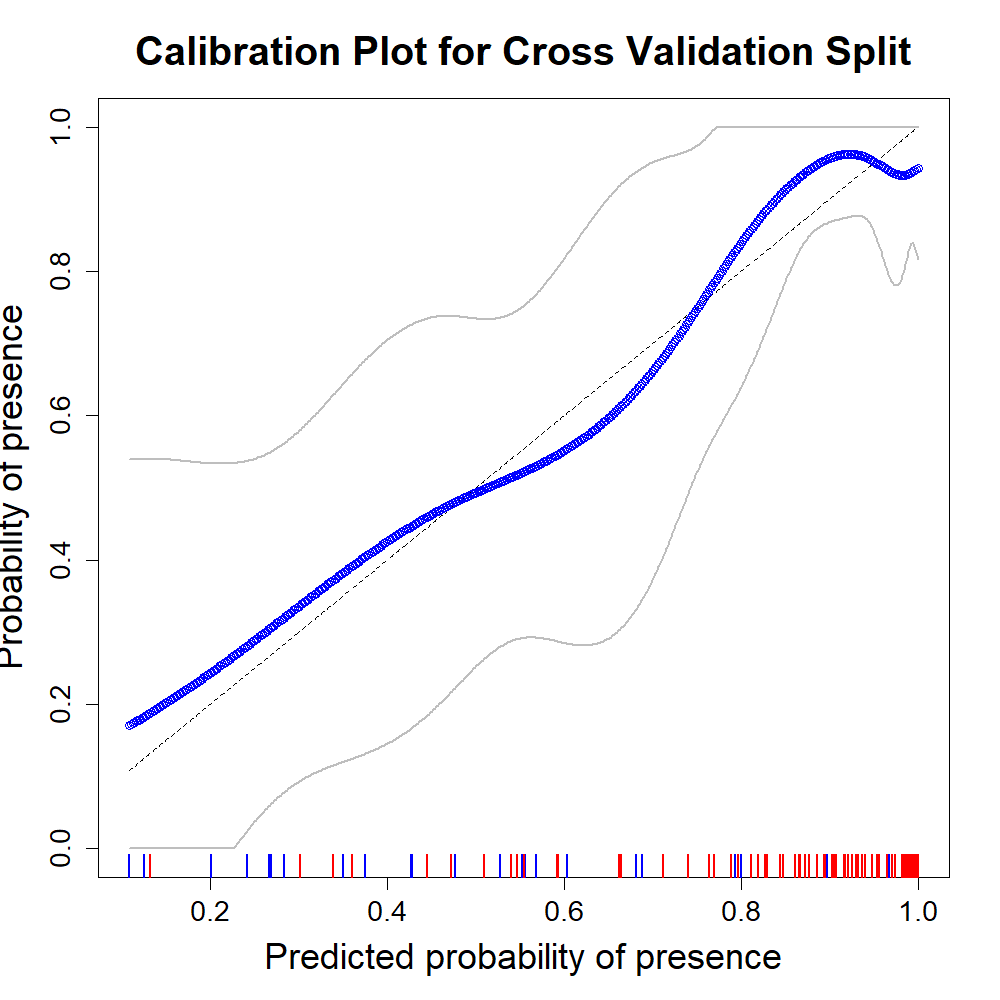 Calibration Plot for Cross Validation Split
Probability of presence
1.0
0.8
0.6
0.4
0.2
0.0
0.2 0.4 0.6 0.8 1.0
Predicted probability of presence